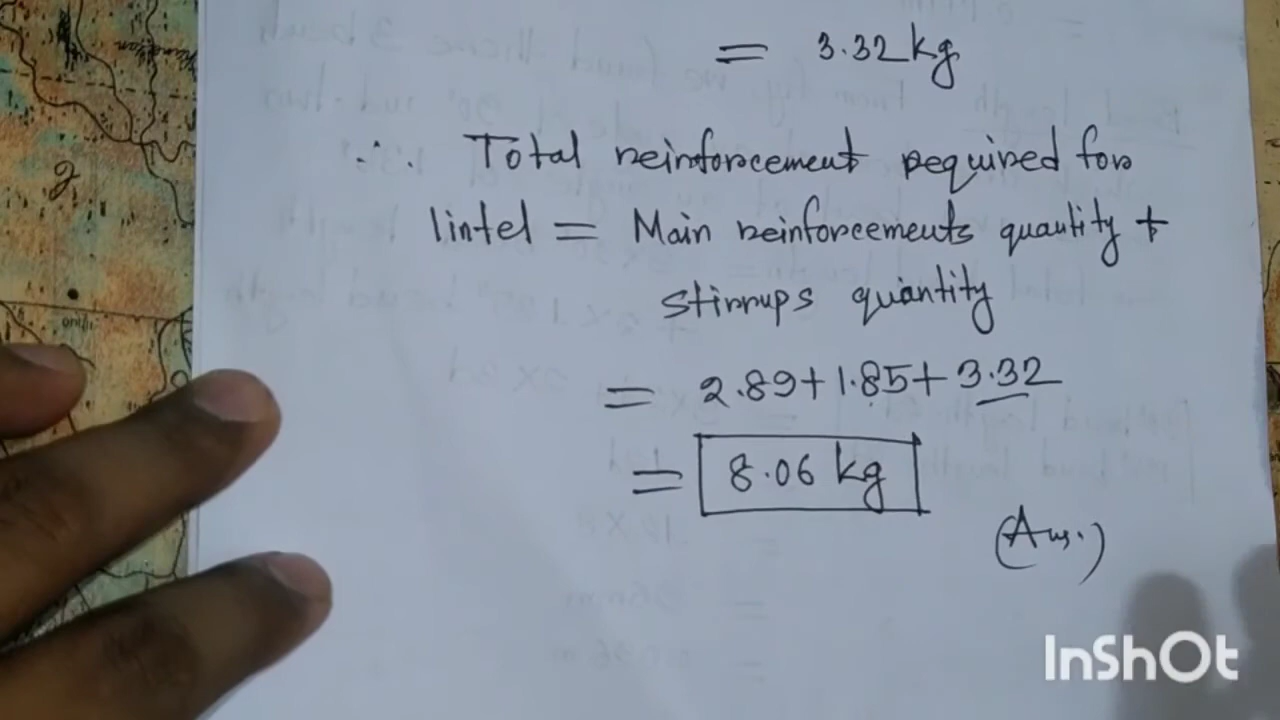 = 3.32 kg
∴ Total reinforcement required for
lintel = Main reinforcements quantity +
stirrups quantity
= 2.89 + 1.85 + 3.32
= 8.06 kg
(Ans.)
2
InShOt